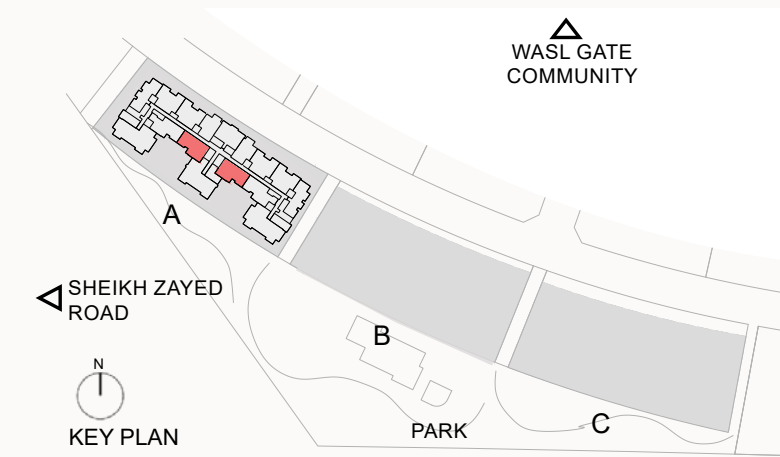 WASL GATE
COMMUNITY
A
SHEIKH ZAYED
ROAD
B
N
KEY PLAN
PARK
C